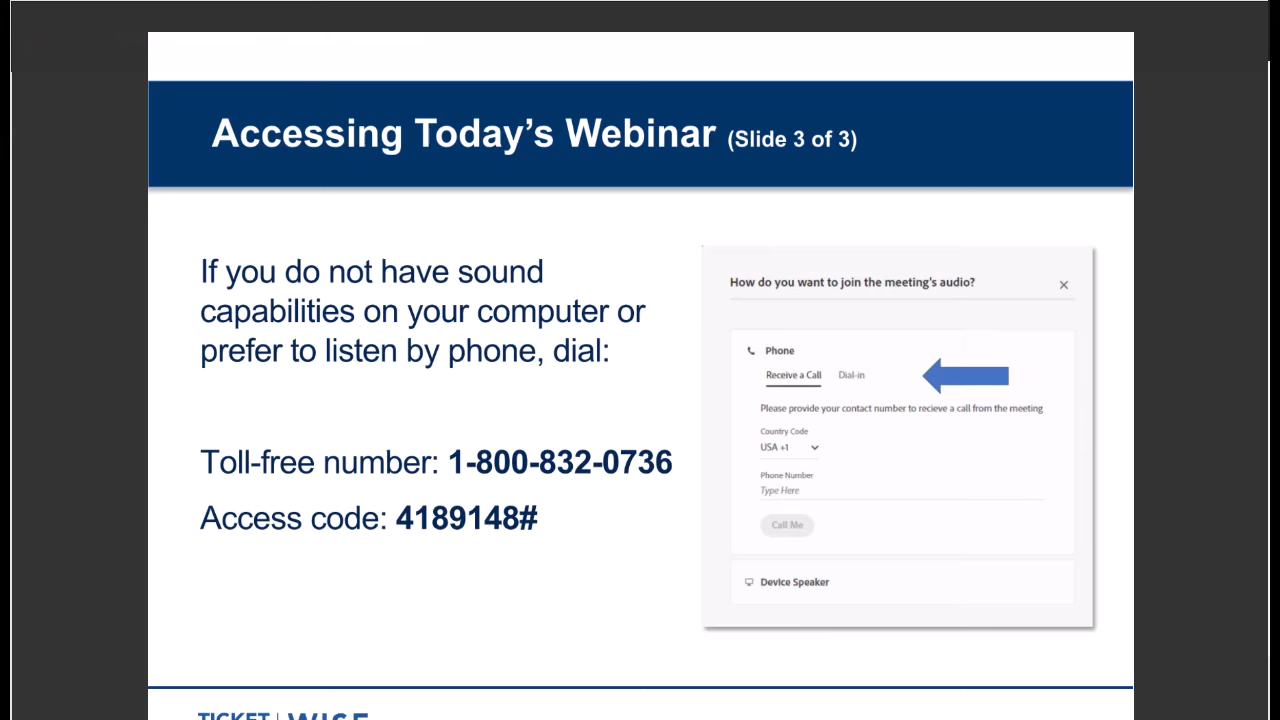 Accessing Today's Webinar (Slide 3 of 3)
If you do not have sound
capabilities on your computer or
prefer to listen by phone, dial:
Toll-free number: 1-800-832-0736
Access code: 4189148#
How do you want to join the meeting's audio?
Phone
Receive a Call Dial-in
Please provide your contact number to recieve a call from the meeting
Country Code
USA +1
Phone Number
Type Here
Call Me
Device Speaker
TICKET | WISE